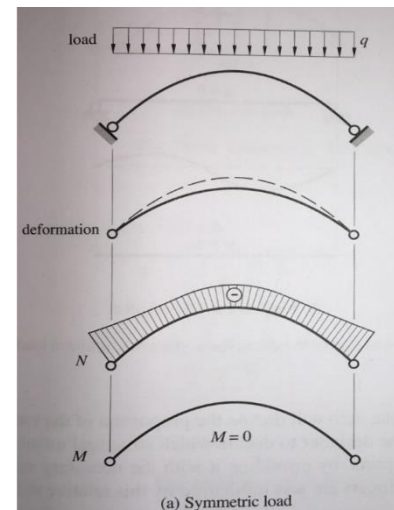 load
q
deformation
N
M
M = 0
(a) Symmetric load